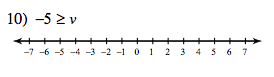 10) –5 ≥ v
–7 –6 –5 –4 –3 –2 –1 0 1 2 3 4 5 6 7